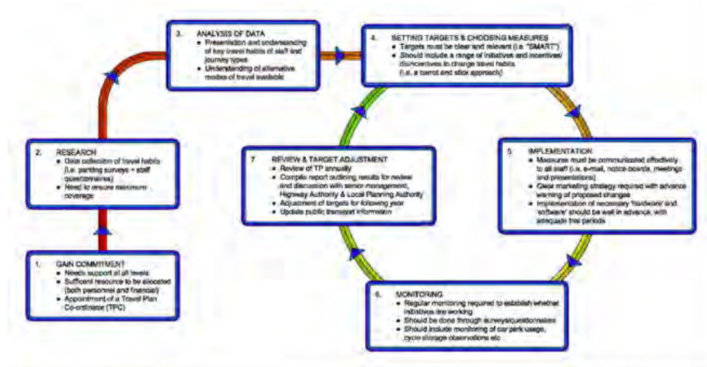 1. GAIN COMMITMENT
• Needs support at all levels
• Sufficent resource to be allocated
(both personnel and financial)
• Appointment of a Travel Plan
Co-ordinator (TPC)
2. RESEARCH
• Data collection of travel habits
(i.e. parking surveys + staff
questionnaires)
• Need to ensure maximum
coverage
3. ANALYSIS OF DATA
• Presentation and understanding
of key travel habits of staff and
journey types
• Understanding of alternative
modes of travel available
4. SETTING TARGETS & CHOOSING MEASURES
• Targets must be clear and relevant (i.e. "SMART")
• Should include a range of initiatives and incentives/
disincentives to change travel habits
(i.e. a carrot and stick approach)
5 IMPLEMENTATION
• Measures must be communicated effectively
to all staff (i.e. e-mail, notice boards, meetings
and presentations)
• Clear marketing strategy required with advance
warning of proposed changes
• Implementation of necessary 'hardware' and
'software' should be well in advance, with
adequate trial periods
6. MONITORING
• Regular monitoring required to establish whether
initiatives are working
• Should be done through surveys/questionnaires
• Should include monitoring of car park usage,
cycle storage observations etc
7 REVIEW & TARGET ADJUSTMENT
• Review of TP annually
• Compile report outlining results for review
and discussion with senior management,
Highway Authority & Local Planning Authority
• Adjustment of targets for following year
• Update public transport information